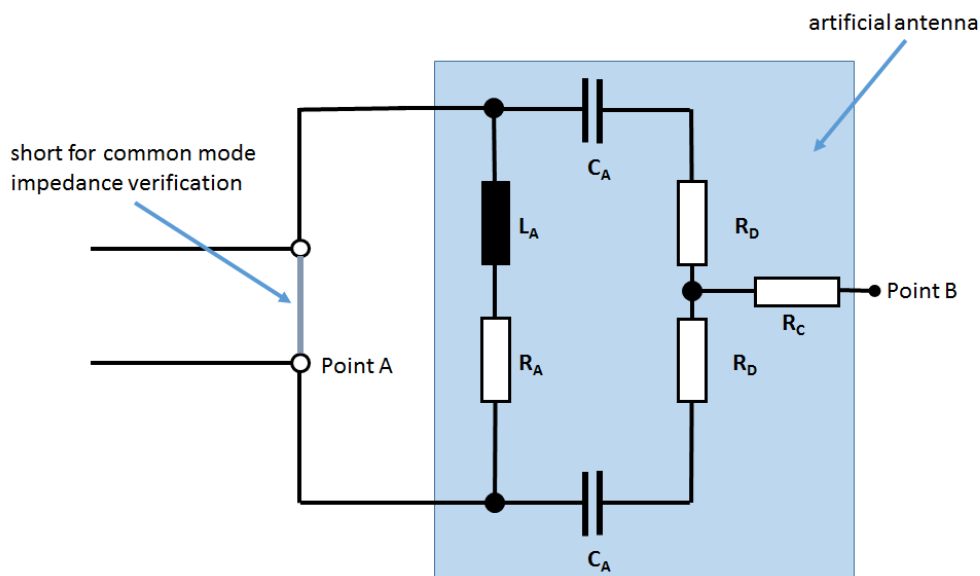 artificial antenna
short for common mode
impedance verification
C_A
L_A
R_D
Point B
R_C
Point A
R_A
R_D
C_A